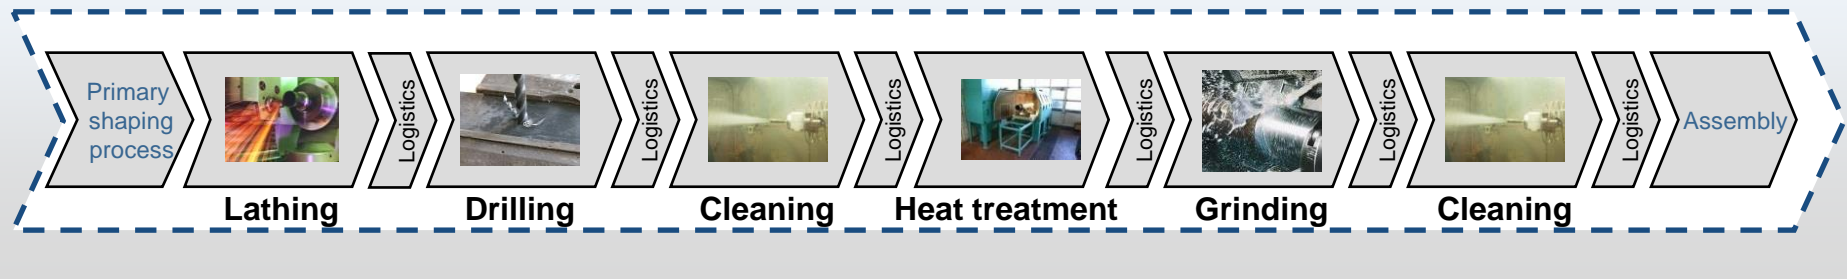 Primary
shaping
process
Lathing
Logistics
Drilling
Logistics
Cleaning
Logistics
Heat treatment
Logistics
Grinding
Logistics
Cleaning
Logistics
Assembly